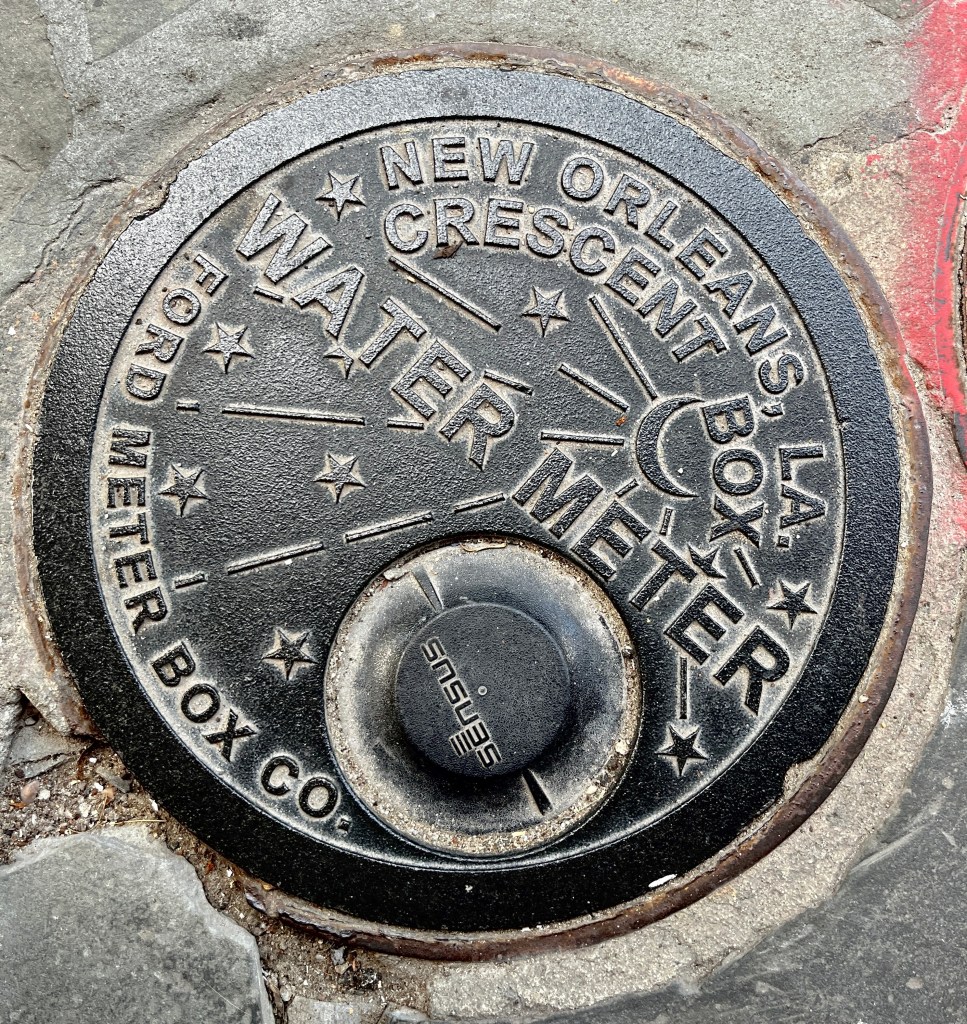 NEW ORLEANS, LA.
CRESCENT BOX
WATER METER
FORD METER BOX CO.
SENSUS